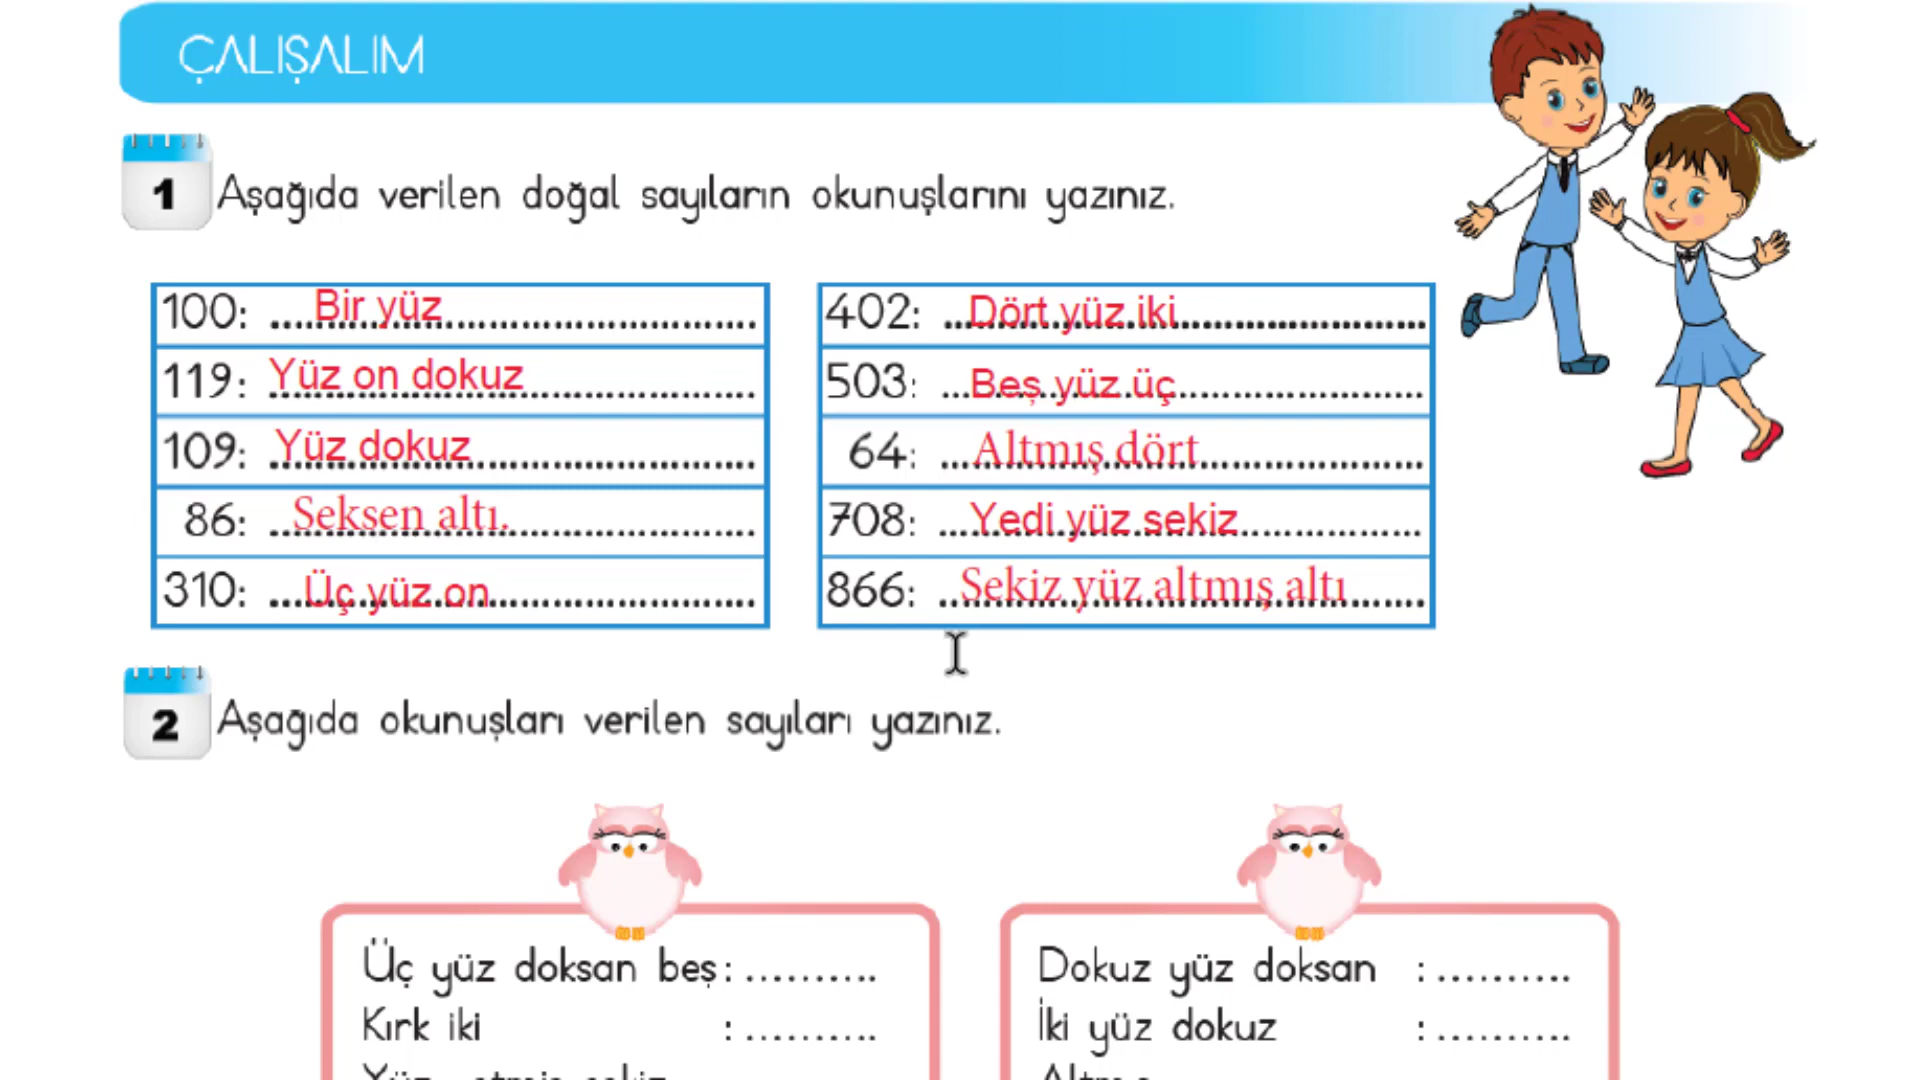 ÇALIŞALIM
1 Aşağıda verilen doğal sayıların okunuşlarını yazınız.
100: Bir yüz
119: Yüz on dokuz
109: Yüz dokuz
86: Seksen altı.
310: Üç yüz on
402: Dört yüz iki
503: Beş yüz üç
64: Altmış dört
708: Yedi yüz sekiz
866: Sekiz yüz altmış altı
2 Aşağıda okunuşları verilen sayıları yazınız.
Üç yüz doksan beş: ..........
Kırk iki : ..........
Dokuz yüz doksan : ..........
İki yüz dokuz : ..........